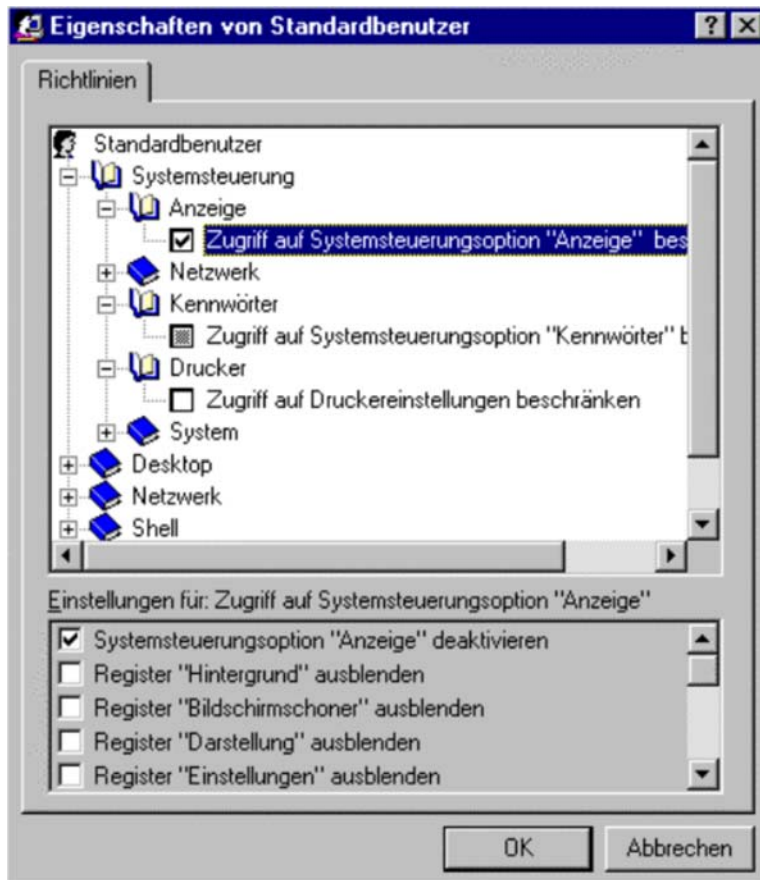 Eigenschaften von Standardbenutzer
Richtlinien
Standardbenutzer
Systemsteuerung
Anzeige
Zugriff auf Systemsteuerungsoption "Anzeige" bes
Netzwerk
Kennwörter
Zugriff auf Systemsteuerungsoption "Kennwörter" b
Drucker
Zugriff auf Druckereinstellungen beschränken
System
Desktop
Netzwerk
Shell
Einstellungen für: Zugriff auf Systemsteuerungsoption "Anzeige"
Systemsteuerungsoption "Anzeige" deaktivieren
Register "Hintergrund" ausblenden
Register "Bildschirmschoner" ausblenden
Register "Darstellung" ausblenden
Register "Einstellungen" ausblenden
OK Abbrechen